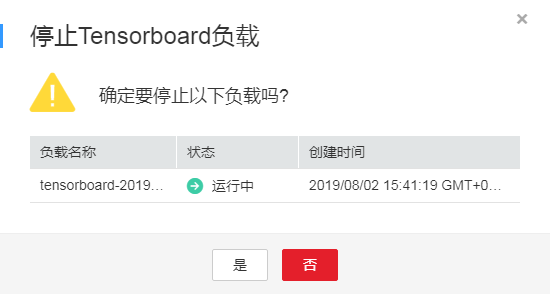 停止Tensorboard负载
确定要停止以下负载吗?
负载名称 状态 创建时间
tensorboard-2019... 运行中 2019/08/02 15:41:19 GMT+0...
是 否